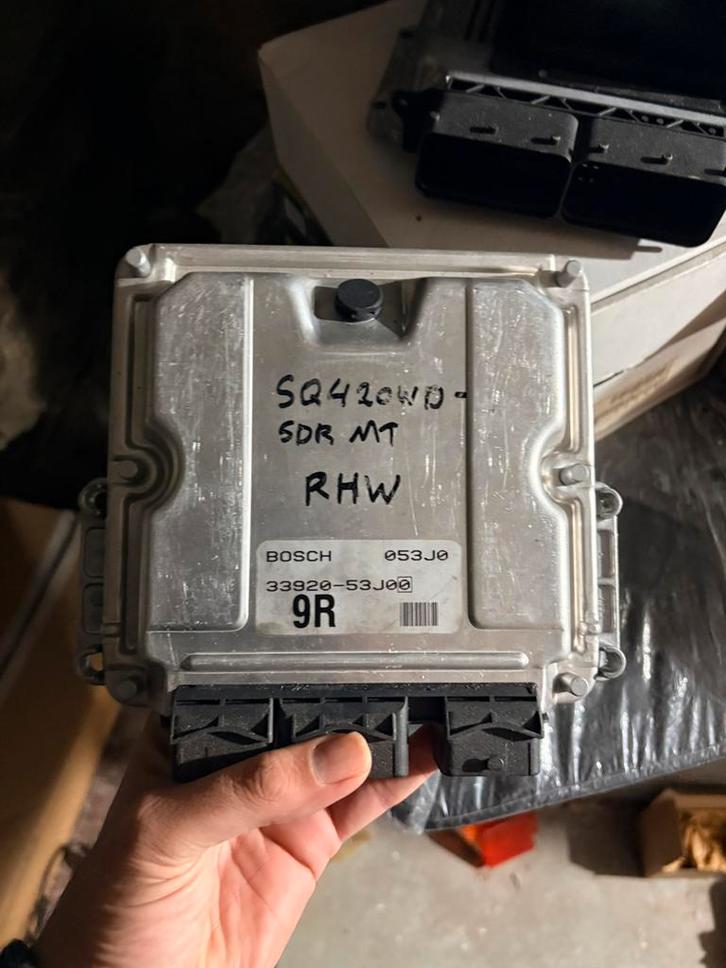 SQ420WD-
5DR MT
RHW
BOSCH 053J0
33920-53J00
9R